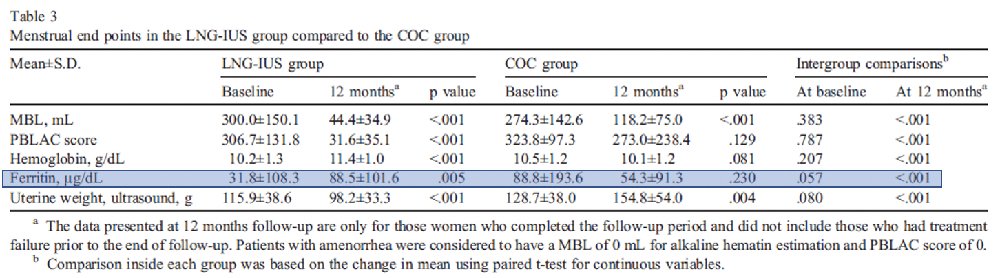 Table 3
Menstrual end points in the LNG-IUS group compared to the COC group
Mean±S.D. LNG-IUS group COC group Intergroup comparisonsᵇ
Baseline 12 monthsᵃ p value Baseline 12 monthsᵃ p value At baseline At 12 monthsᵃ
MBL, mL 300.0±150.1 44.4±34.9 <.001 274.3±142.6 118.2±75.0 <.001 .383 <.001
PBLAC score 306.7±131.8 31.6±35.1 <.001 323.8±97.3 273.0±238.4 .129 .787 <.001
Hemoglobin, g/dL 10.2±1.3 11.4±1.0 <.001 10.5±1.2 10.1±1.2 .081 .207 <.001
Ferritin, µg/dL 31.8±108.3 88.5±101.6 .005 88.8±193.6 54.3±91.3 .230 .057 <.001
Uterine weight, ultrasound, g 115.9±38.6 98.2±33.3 <.001 128.7±38.0 154.8±54.0 .004 .080 <.001
ᵃ The data presented at 12 months follow-up are only for those women who completed the follow-up period and did not include those who had treatment
failure prior to the end of follow-up. Patients with amenorrhea were considered to have a MBL of 0 mL for alkaline hematin estimation and PBLAC score of 0.
ᵇ Comparison inside each group was based on the change in mean using paired t-test for continuous variables.